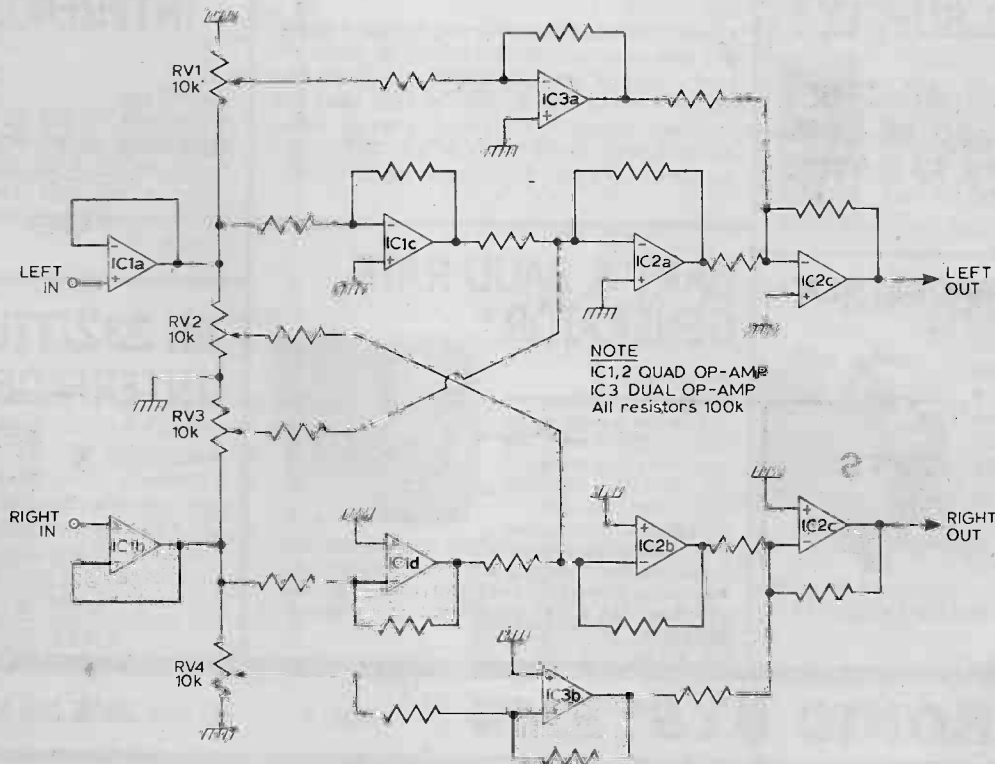 RV1
10k
IC3a
IC1c
IC2a
IC2c
IC1a
LEFT
IN
LEFT
OUT
RV2
10k
NOTE
IC1,2 QUAD OP-AMP
IC3 DUAL OP-AMP
All resistors 100k
RV3
10k
RIGHT
IN
IC1b
IC1d
IC2b
IC2c
RIGHT
OUT
RV4
10k
IC3b